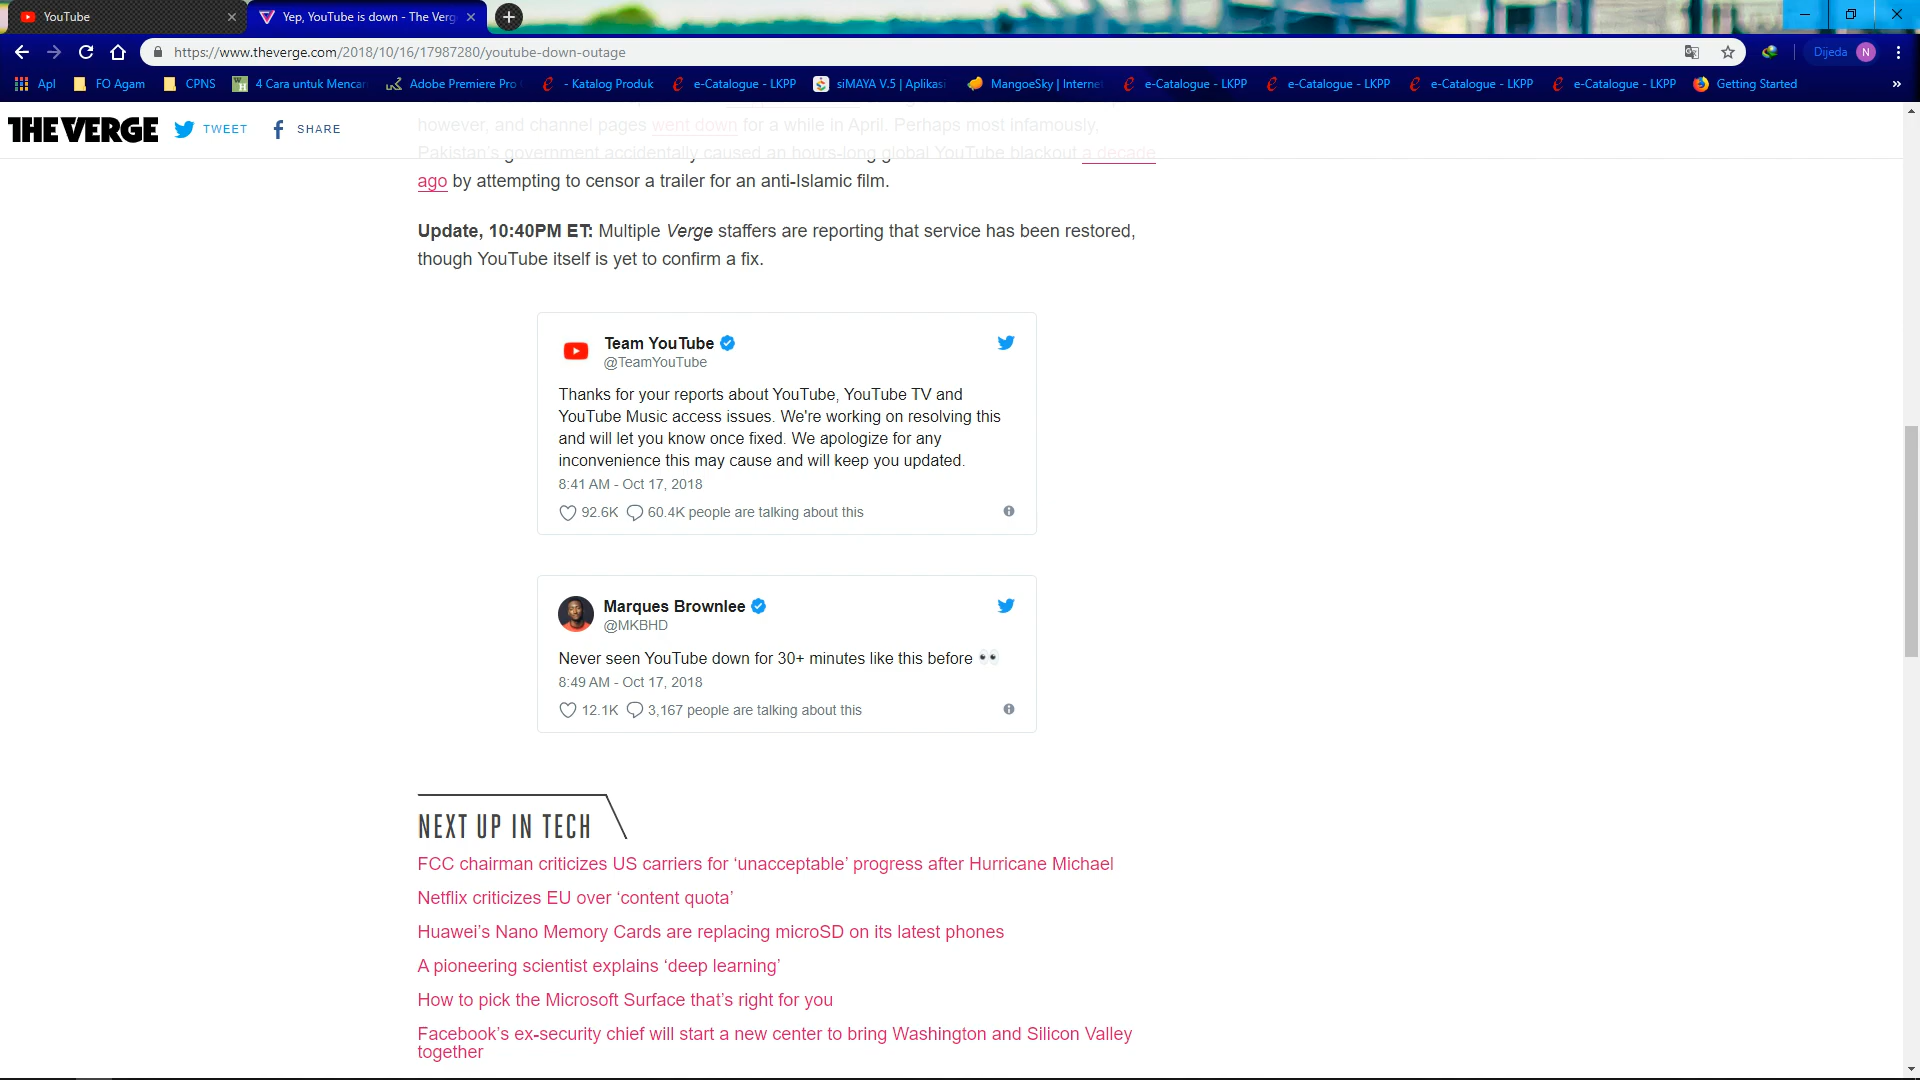 YouTube
Yep, YouTube is down - The Verg
https://www.theverge.com/2018/10/16/17987280/youtube-down-outage
Dijeda N
Apl FO Agam CPNS 4 Cara untuk Mencar Adobe Premiere Pro - Katalog Produk e-Catalogue - LKPP siMAYA V.5 | Aplikasi MangoeSky | Internet e-Catalogue - LKPP e-Catalogue - LKPP e-Catalogue - LKPP e-Catalogue - LKPP Getting Started »
THE VERGE TWEET SHARE
however, and channel pages went down for a while in April. Perhaps most infamously,
Pakistan's government accidentally caused an hours-long global YouTube blackout a decade
ago by attempting to censor a trailer for an anti-Islamic film.
Update, 10:40PM ET: Multiple Verge staffers are reporting that service has been restored,
though YouTube itself is yet to confirm a fix.
Team YouTube
@TeamYouTube
Thanks for your reports about YouTube, YouTube TV and
YouTube Music access issues. We're working on resolving this
and will let you know once fixed. We apologize for any
inconvenience this may cause and will keep you updated.
8:41 AM - Oct 17, 2018
92.6K 60.4K people are talking about this
Marques Brownlee
@MKBHD
Never seen YouTube down for 30+ minutes like this before 👀
8:49 AM - Oct 17, 2018
12.1K 3,167 people are talking about this
NEXT UP IN TECH
FCC chairman criticizes US carriers for ‘unacceptable’ progress after Hurricane Michael
Netflix criticizes EU over ‘content quota’
Huawei’s Nano Memory Cards are replacing microSD on its latest phones
A pioneering scientist explains ‘deep learning’
How to pick the Microsoft Surface that’s right for you
Facebook’s ex-security chief will start a new center to bring Washington and Silicon Valley
together